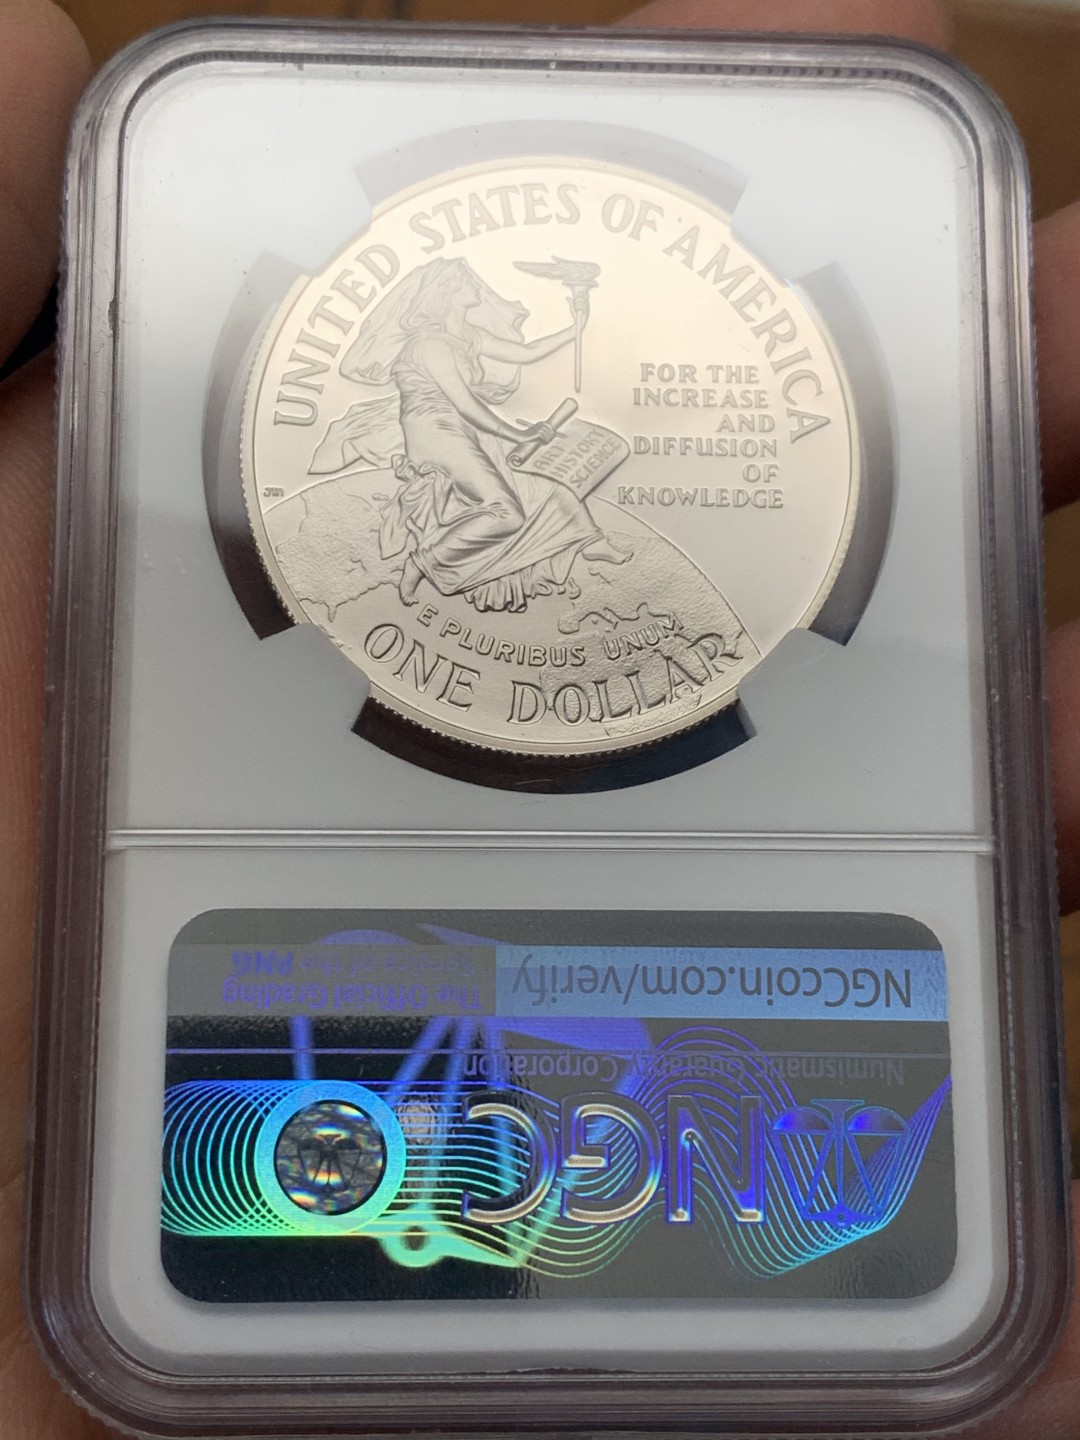 UNITED STATES OF AMERICA
FOR THE
INCREASE
AND
DIFFUSION
OF
KNOWLEDGE
ART
HISTORY
SCIENCE
JM
E PLURIBUS UNUM
ONE DOLLAR
NGCcoin.com/verify
The Official Grading
Service of the PNG
Numismatic Guaranty Corporation
NGC